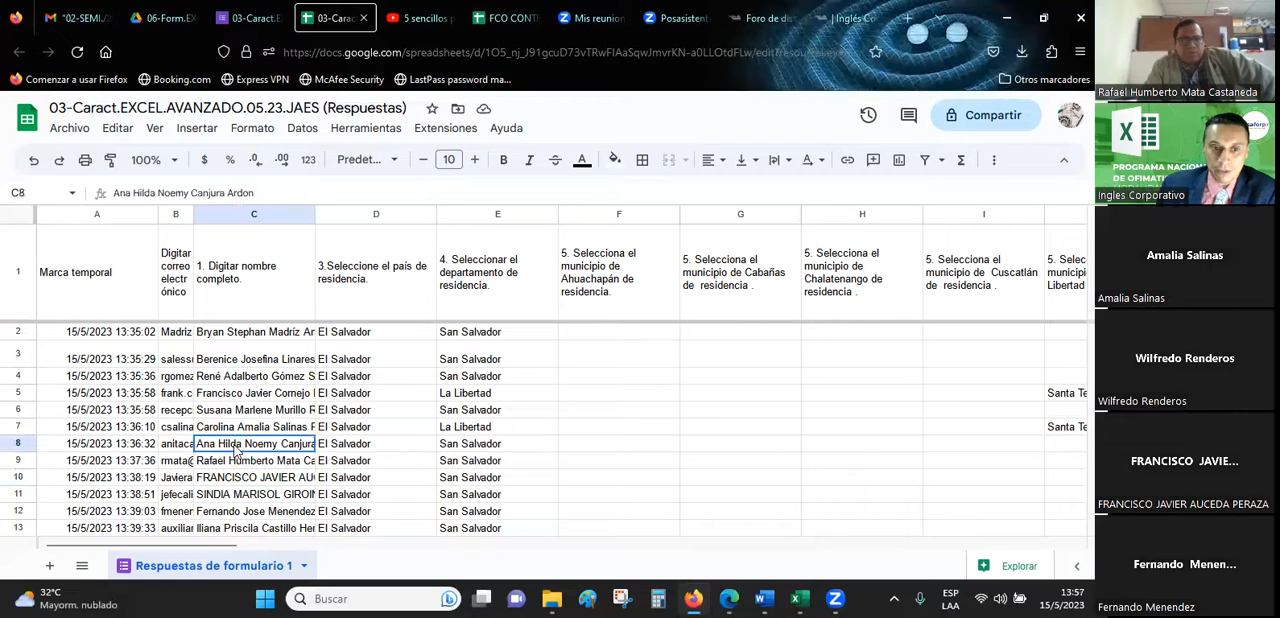 "02-SEMI./
06-Form.EX
03-Caract.E
03-Carac
5 sencillos p
FCO CONT
Mis reunion
Posasistent
Foro de dis
Inglés Co
https://docs.google.com/spreadsheets/d/1O5_nj_J91gcuD73vTRwFIAaSqwJmvrKN-a0LLOtdFLw/edit?resourcekey
Comenzar a usar Firefox
Booking.com
Express VPN
McAfee Security
LastPass password ma...
Otros marcadores
03-Caract.EXCEL.AVANZADO.05.23.JAES (Respuestas)
Archivo Editar Ver Insertar Formato Datos Herramientas Extensiones Ayuda
Compartir
100% $ % .0 .00 123 Predet... − 10 + B I S A
C8 fx Ana Hilda Noemy Canjura Ardon
A B C D E F G H I
1 Marca temporal
Digitar correo electrónico
1. Digitar nombre completo.
3.Seleccione el país de residencia.
4. Seleccionar el departamento de residencia.
5. Selecciona el municipio de Ahuachapán de residencia.
5. Selecciona el municipio de Cabañas de residencia .
5. Selecciona el municipio de Chalatenango de residencia .
5. Selecciona el municipio de Cuscatlán de residencia .
5. Selec municipi Libertad
2 15/5/2023 13:35:02 Madriz Bryan Stephan Madríz Ar El Salvador San Salvador
3 15/5/2023 13:35:29 salessu Berenice Josefina Linares El Salvador San Salvador
4 15/5/2023 13:35:36 rgomez René Adalberto Gómez S El Salvador San Salvador
5 15/5/2023 13:35:58 frank.c Francisco Javier Cornejo El Salvador La Libertad Santa Te
6 15/5/2023 13:35:58 recepc Susana Marlene Murillo R El Salvador San Salvador
7 15/5/2023 13:36:10 csalina Carolina Amalia Salinas F El Salvador La Libertad Santa Te
8 15/5/2023 13:36:32 anitaca Ana Hilda Noemy Canjura El Salvador San Salvador
9 15/5/2023 13:37:36 rmata@ Rafael Humberto Mata Ca El Salvador San Salvador
10 15/5/2023 13:38:19 Javiera FRANCISCO JAVIER AU El Salvador San Salvador
11 15/5/2023 13:38:51 jefecali SINDIA MARISOL GIROI El Salvador San Salvador
12 15/5/2023 13:39:03 fmener Fernando Jose Menendez El Salvador San Salvador
13 15/5/2023 13:39:33 auxiliar Iliana Priscila Castillo Her El Salvador San Salvador
Respuestas de formulario 1
Explorar
32°C
Mayorm. nublado
Buscar
ESP
LAA
13:57
15/5/2023
Rafael Humberto Mata Castaneda
PROGRAMA NACIONA
DE OFIMATIC
Ingles Corporativo
Amalia Salinas
Amalia Salinas
Wilfredo Renderos
Wilfredo Renderos
FRANCISCO JAVIE...
FRANCISCO JAVIER AUCEDA PERAZA
Fernando Menen...
Fernando Menendez